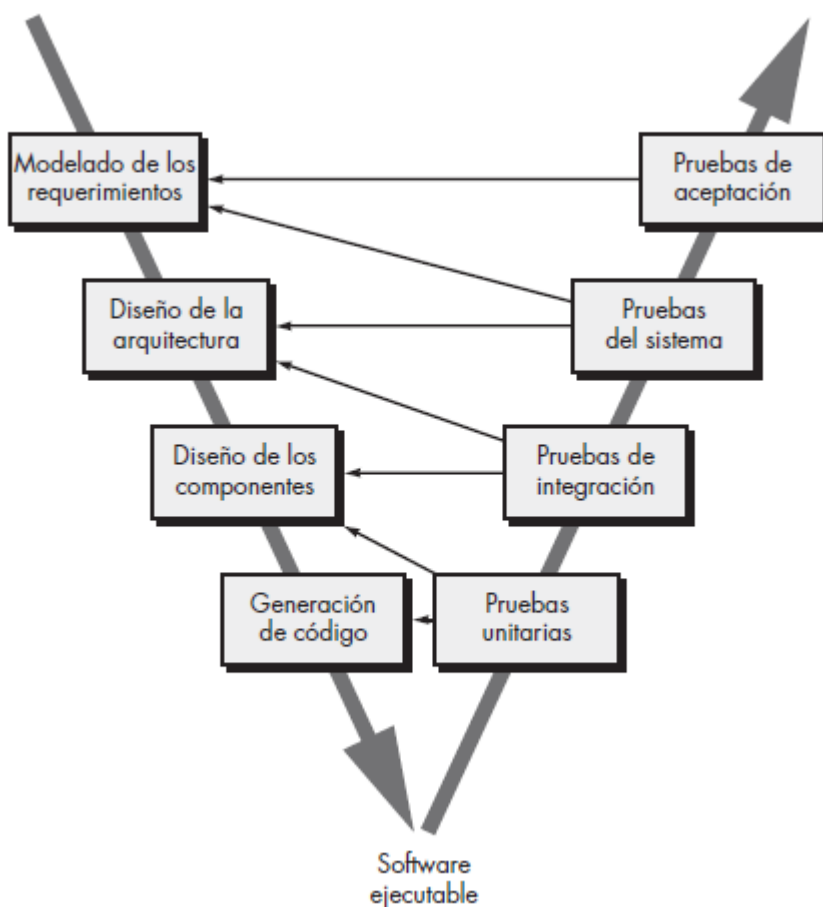 Modelado de los
requerimientos
Pruebas de
aceptación
Diseño de la
arquitectura
Pruebas
del sistema
Diseño de los
componentes
Pruebas de
integración
Generación
de código
Pruebas
unitarias
Software
ejecutable